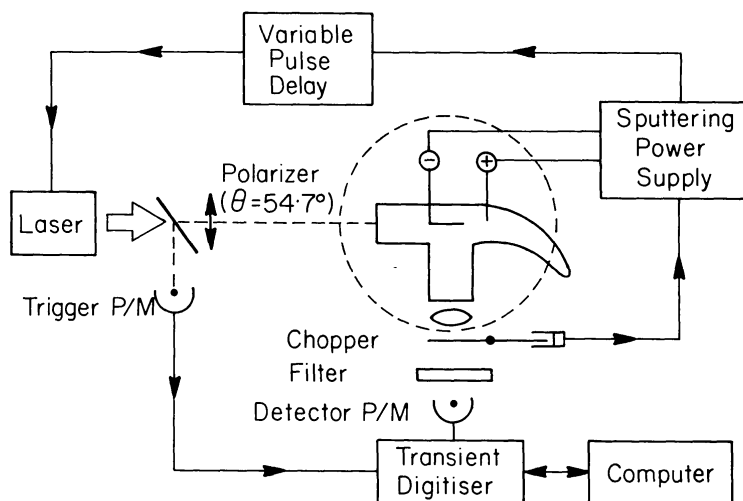 Variable
Pulse
Delay
Sputtering
Power
Supply
Polarizer
(θ=54·7°)
−
+
Laser
Trigger P/M
Chopper
Filter
Detector P/M
Transient
Digitiser
Computer